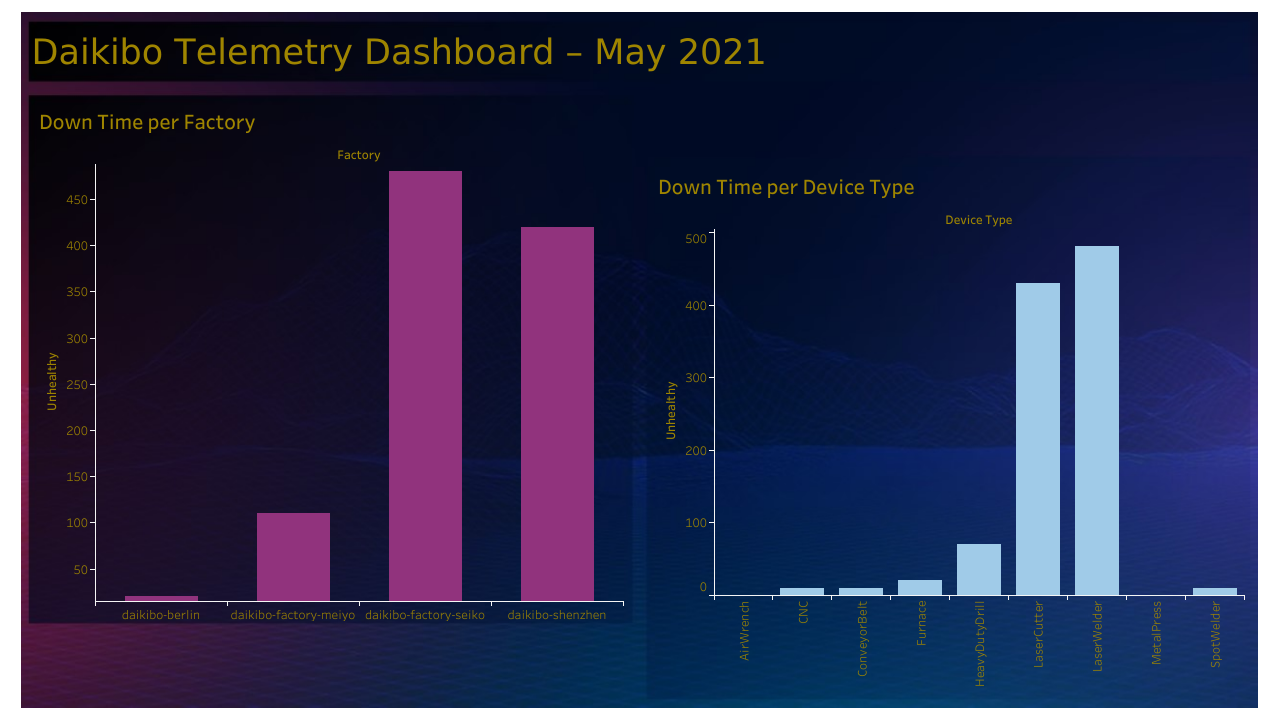 Daikibo Telemetry Dashboard – May 2021
Down Time per Factory
Factory
Unhealthy
450
400
350
300
250
200
150
100
50
daikibo-berlin
daikibo-factory-meiyo
daikibo-factory-seiko
daikibo-shenzhen
Down Time per Device Type
Device Type
Unhealthy
500
400
300
200
100
0
AirWrench
CNC
ConveyorBelt
Furnace
HeavyDutyDrill
LaserCutter
LaserWelder
MetalPress
SpotWelder